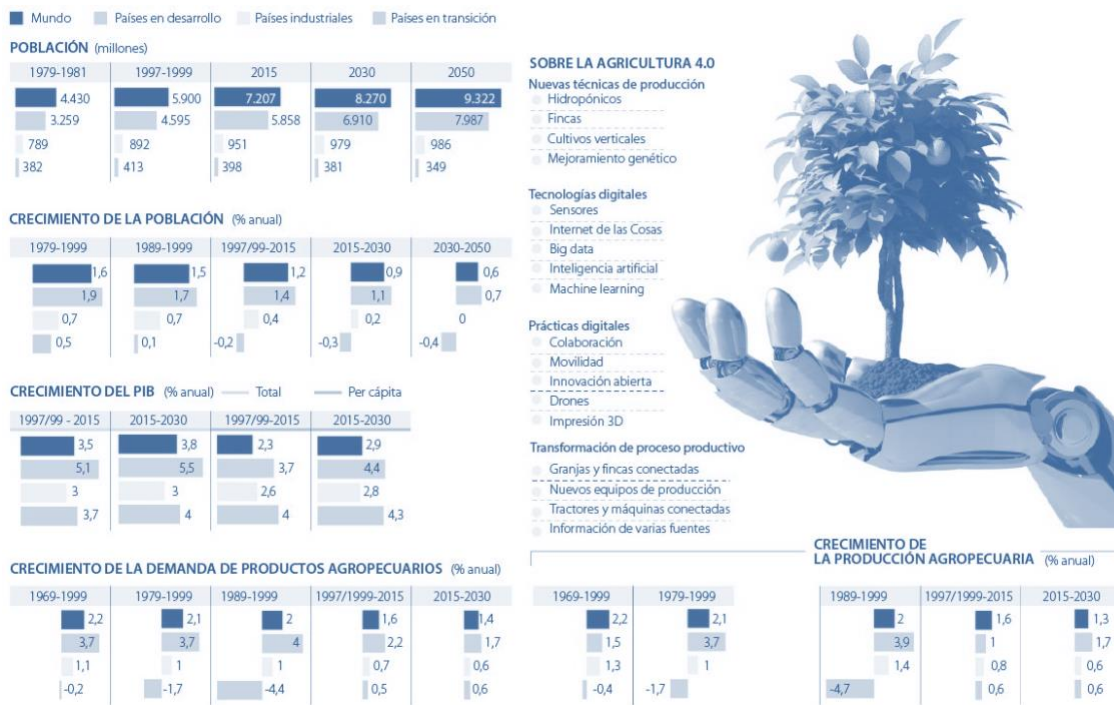 Mundo Países en desarrollo Países industriales Países en transición
POBLACIÓN (millones)
1979-1981 1997-1999 2015 2030 2050
4.430 5.900 7.207 8.270 9.322
3.259 4.595 5.858 6.910 7.987
789 892 951 979 986
382 413 398 381 349
CRECIMIENTO DE LA POBLACIÓN (% anual)
1979-1999 1989-1999 1997/99-2015 2015-2030 2030-2050
1,6 1,5 1,2 0,9 0,6
1,9 1,7 1,4 1,1 0,7
0,7 0,7 0,4 0,2 0
0,5 0,1 -0,2 -0,3 -0,4
CRECIMIENTO DEL PIB (% anual) Total Per cápita
1997/99 - 2015 2015-2030 1997/99-2015 2015-2030
3,5 3,8 2,3 2,9
5,1 5,5 3,7 4,4
3 3 2,6 2,8
3,7 4 4 4,3
CRECIMIENTO DE LA DEMANDA DE PRODUCTOS AGROPECUARIOS (% anual)
1969-1999 1979-1999 1989-1999 1997/1999-2015 2015-2030
2,2 2,1 2 1,6 1,4
3,7 3,7 4 2,2 1,7
1,1 1 1 0,7 0,6
-0,2 -1,7 -4,4 0,5 0,6
SOBRE LA AGRICULTURA 4.0
Nuevas técnicas de producción
Hidropónicos
Fincas
Cultivos verticales
Mejoramiento genético
Tecnologías digitales
Sensores
Internet de las Cosas
Big data
Inteligencia artificial
Machine learning
Prácticas digitales
Colaboración
Movilidad
Innovación abierta
Drones
Impresión 3D
Transformación de proceso productivo
Granjas y fincas conectadas
Nuevos equipos de producción
Tractores y máquinas conectadas
Información de varias fuentes
CRECIMIENTO DE
LA PRODUCCIÓN AGROPECUARIA (% anual)
1969-1999 1979-1999 1989-1999 1997/1999-2015 2015-2030
2,2 2,1 2 1,6 1,3
1,5 3,7 3,9 1 1,7
1,3 1 1,4 0,8 0,6
-0,4 -1,7 -4,7 0,6 0,6